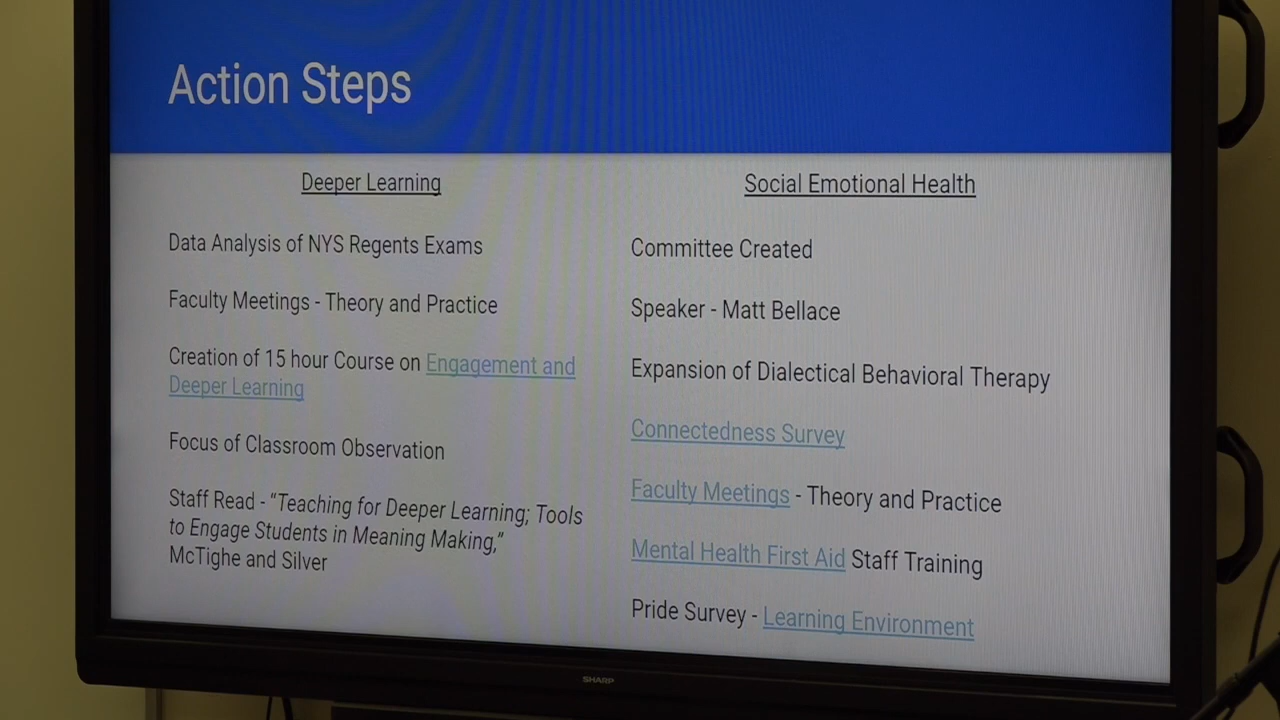 Action Steps
Deeper Learning
Data Analysis of NYS Regents Exams
Faculty Meetings - Theory and Practice
Creation of 15 hour Course on Engagement and
Deeper Learning
Focus of Classroom Observation
Staff Read - “Teaching for Deeper Learning; Tools
to Engage Students in Meaning Making,”
McTighe and Silver
Social Emotional Health
Committee Created
Speaker - Matt Bellace
Expansion of Dialectical Behavioral Therapy
Connectedness Survey
Faculty Meetings - Theory and Practice
Mental Health First Aid Staff Training
Pride Survey - Learning Environment
SHARP